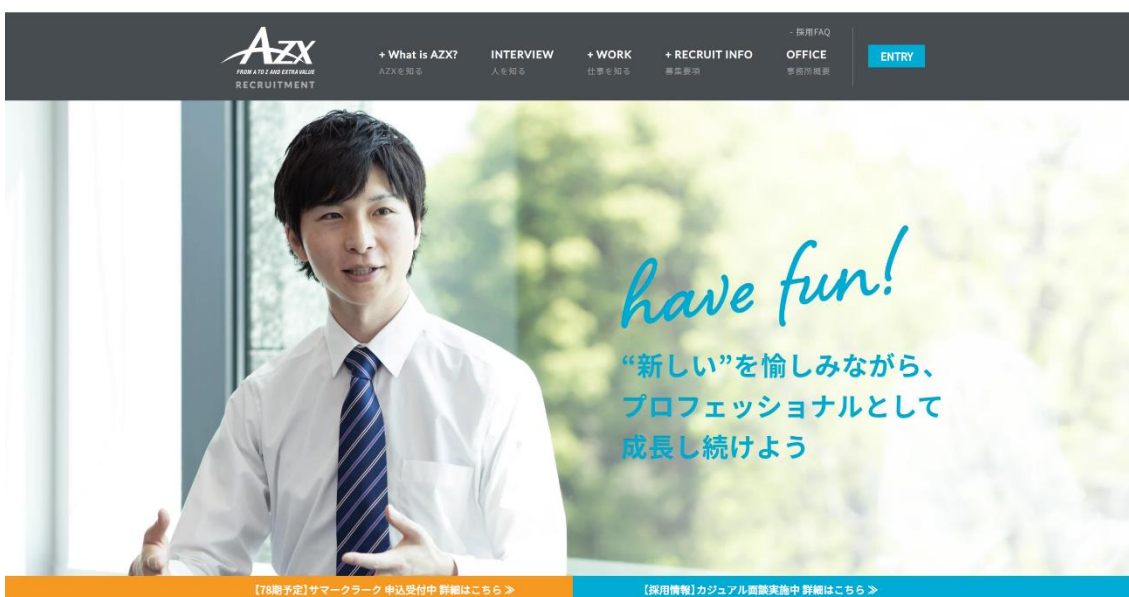 AZX
FROM A TO Z AND EXTRA VALUE
RECRUITMENT
+ What is AZX?
AZXを知る
INTERVIEW
人を知る
+ WORK
仕事を知る
+ RECRUIT INFO
募集要項
- 採用FAQ
OFFICE
事務所概要
ENTRY
have fun!
“新しい”を愉しみながら、
プロフェッショナルとして
成長し続けよう
【78期予定】サマークラーク 申込受付中 詳細はこちら ≫
【採用情報】カジュアル面談実施中 詳細はこちら ≫